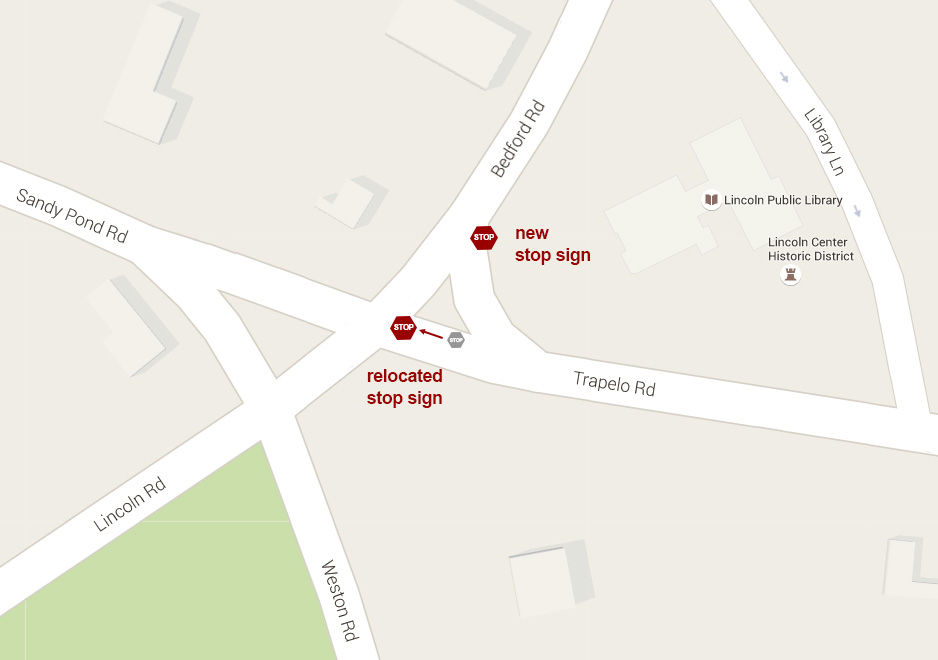 Bedford Rd
Library Ln
Sandy Pond Rd
Lincoln Public Library
STOP
new
stop sign
Lincoln Center
Historic District
STOP
STOP
relocated
stop sign
Trapelo Rd
Lincoln Rd
Weston Rd